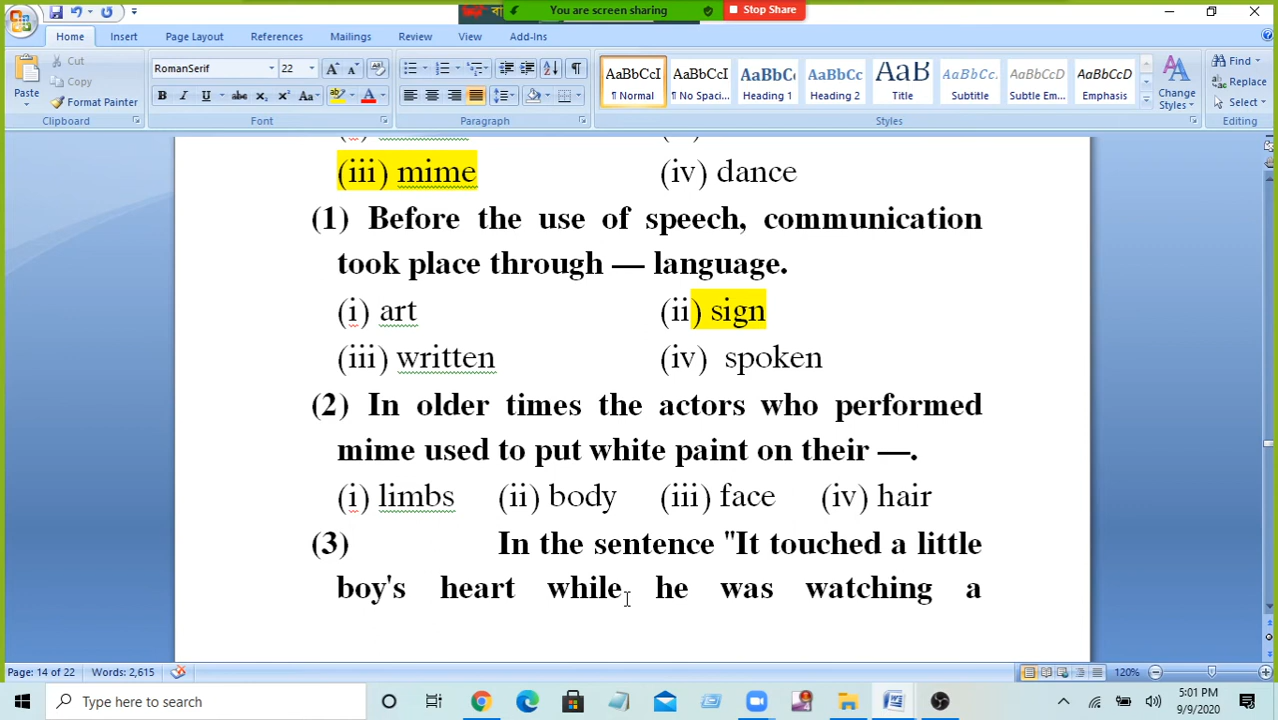 You are screen sharing
Stop Share
Home Insert Page Layout References Mailings Review View Add-Ins
Cut
Copy
Format Painter
Paste
Clipboard
RomanSerif 22
Font
Paragraph
AaBbCcI AaBbCcI AaBbC AaBbCc AaB AaBbCc. AaBbCcD AaBbCcD
¶ Normal ¶ No Spaci... Heading 1 Heading 2 Title Subtitle Subtle Em... Emphasis
Change Styles
Styles
Find
Replace
Select
Editing
(iii) mime (iv) dance
(1) Before the use of speech, communication
took place through — language.
(i) art (ii) sign
(iii) written (iv) spoken
(2) In older times the actors who performed
mime used to put white paint on their —.
(i) limbs (ii) body (iii) face (iv) hair
(3) In the sentence "It touched a little
boy's heart while he was watching a
Page: 14 of 22 Words: 2,615 120%
Type here to search
5:01 PM
9/9/2020